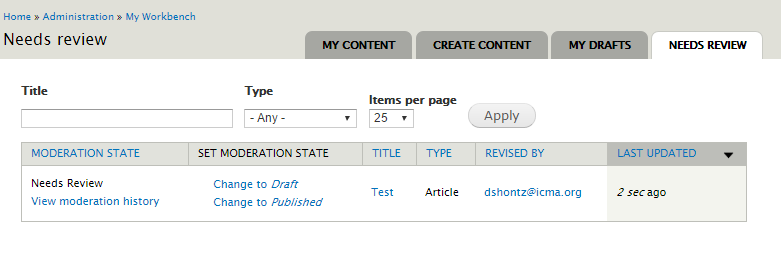 Home » Administration » My Workbench
Needs review
MY CONTENT CREATE CONTENT MY DRAFTS NEEDS REVIEW
Title Type Items per page
- Any - 25 Apply
MODERATION STATE SET MODERATION STATE TITLE TYPE REVISED BY LAST UPDATED
Needs Review Change to Draft Test Article dshontz@icma.org 2 sec ago
View moderation history Change to Published